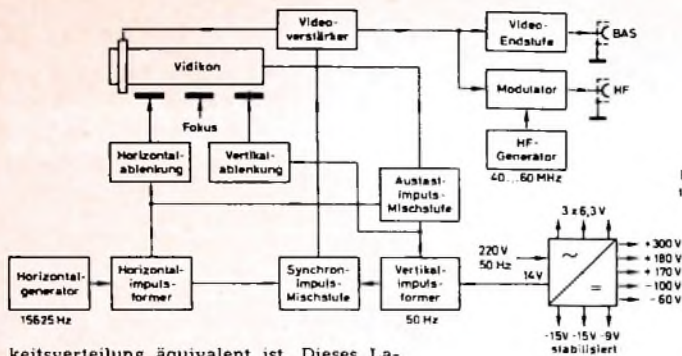 Video-
verstärker
Video-
Endstufe
BAS
Vidikon
Modulator
HF
Fokus
HF-
Generator
40...60 MHz
Horizontal-
ablenkung
Vertikal-
ablenkung
Austast-
impuls-
Mischstufe
3 x 6,3 V
220 V
50 Hz
14 V
~
=
+300 V
+180 V
+170 V
-100 V
-60 V
Horizontal-
generator
Horizontal-
impuls-
former
Synchron-
impuls-
Mischstufe
Vertikal-
impuls-
former
15625 Hz
50 Hz
-15V -15V -9V
stabilisiert
keitsverteilung äquivalent ist. Dieses La-